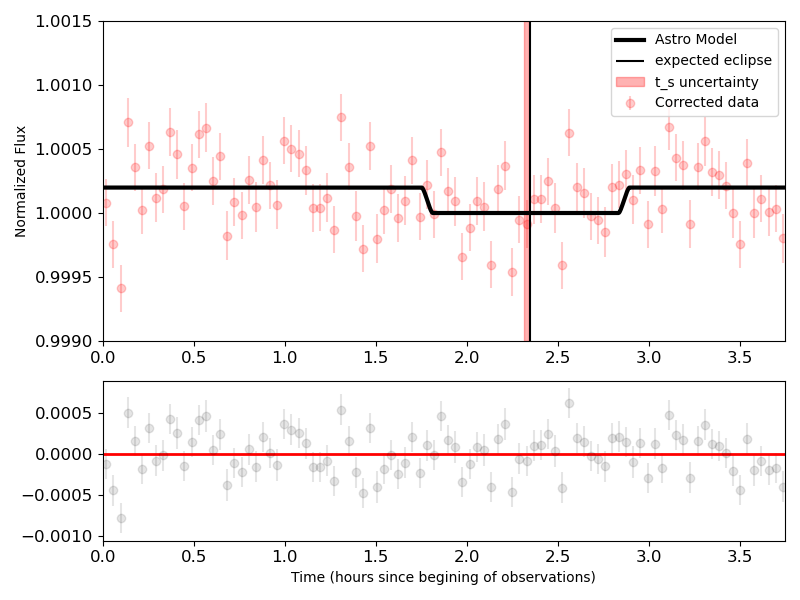 1.0015
1.0010
1.0005
1.0000
0.9995
0.9990
Normalized Flux
Astro Model
expected eclipse
t_s uncertainty
Corrected data
0.0 0.5 1.0 1.5 2.0 2.5 3.0 3.5
0.0005
0.0000
−0.0005
−0.0010
0.0 0.5 1.0 1.5 2.0 2.5 3.0 3.5
Time (hours since begining of observations)